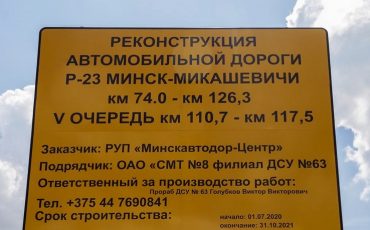 РЕКОНСТРУКЦИЯ
АВТОМОБИЛЬНОЙ ДОРОГИ
Р-23 МИНСК-МИКАШЕВИЧИ
км 74.0 - км 126,3
V ОЧЕРЕДЬ км 110,7 - км 117,5
Заказчик: РУП «Минскавтодор-Центр»
Подрядчик: ОАО «СМТ №8 филиал ДСУ №63
Ответственный за производство работ:
Прораб ДСУ № 63 Голубков Виктор Викторович
Тел. +375 44 7690841
Срок строительства: начало: 01.07.2020
окончание: 31.10.2021